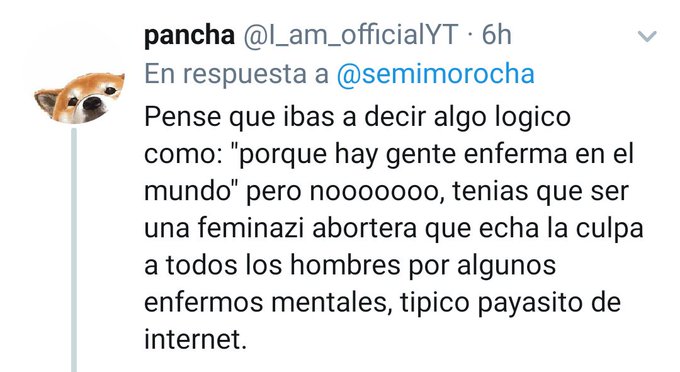 pancha @I_am_officialYT · 6h
En respuesta a @semimorocha
Pense que ibas a decir algo logico
como: "porque hay gente enferma en el
mundo" pero nooooooo, tenias que ser
una feminazi abortera que echa la culpa
a todos los hombres por algunos
enfermos mentales, tipico payasito de
internet.